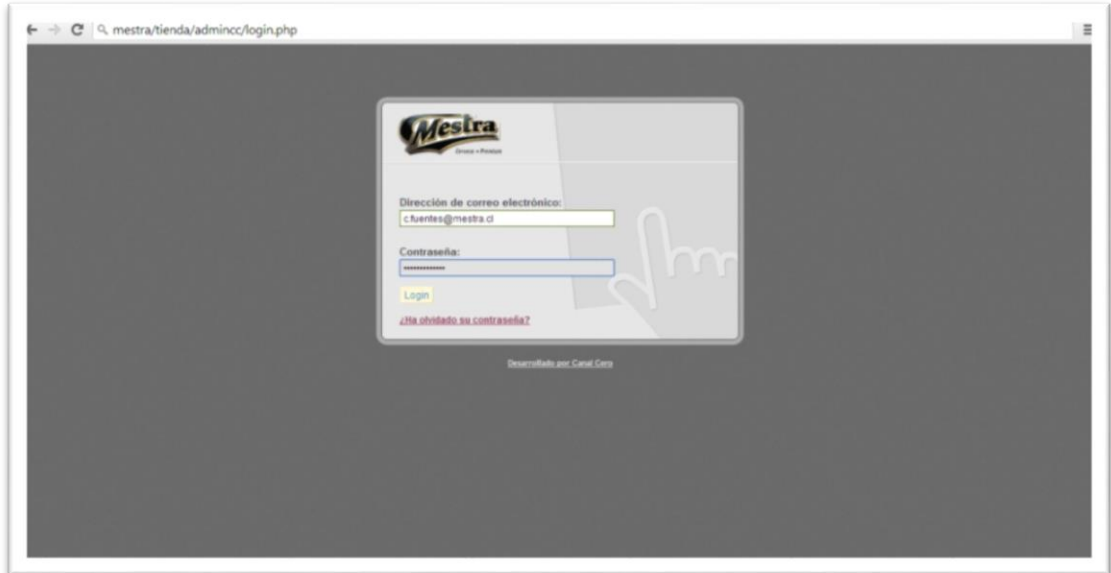 mestra/tienda/admincc/login.php
Mestra
Dirección de correo electrónico:
c.fuentes@mestra.cl
Contraseña:
•••••••••••••
Login
¿Ha olvidado su contraseña?
Desarrollado por Canal Cero